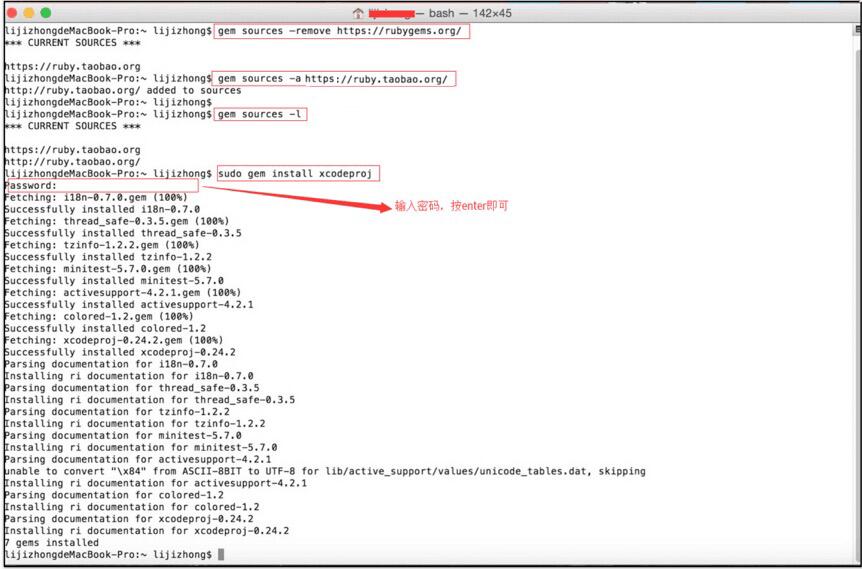 — bash — 142×45
lijizhongdeMacBook-Pro:~ lijizhong$ gem sources -remove https://rubygems.org/
*** CURRENT SOURCES ***
https://ruby.taobao.org
lijizhongdeMacBook-Pro:~ lijizhong$ gem sources -a https://ruby.taobao.org/
http://ruby.taobao.org/ added to sources
lijizhongdeMacBook-Pro:~ lijizhong$
lijizhongdeMacBook-Pro:~ lijizhong$ gem sources -l
*** CURRENT SOURCES ***
https://ruby.taobao.org
http://ruby.taobao.org/
lijizhongdeMacBook-Pro:~ lijizhong$ sudo gem install xcodeproj
Password:
Fetching: i18n-0.7.0.gem (100%)
Successfully installed i18n-0.7.0
输入密码，按enter即可
Fetching: thread_safe-0.3.5.gem (100%)
Successfully installed thread_safe-0.3.5
Fetching: tzinfo-1.2.2.gem (100%)
Successfully installed tzinfo-1.2.2
Fetching: minitest-5.7.0.gem (100%)
Successfully installed minitest-5.7.0
Fetching: activesupport-4.2.1.gem (100%)
Successfully installed activesupport-4.2.1
Fetching: colored-1.2.gem (100%)
Successfully installed colored-1.2
Fetching: xcodeproj-0.24.2.gem (100%)
Successfully installed xcodeproj-0.24.2
Parsing documentation for i18n-0.7.0
Installing ri documentation for i18n-0.7.0
Parsing documentation for thread_safe-0.3.5
Installing ri documentation for thread_safe-0.3.5
Parsing documentation for tzinfo-1.2.2
Installing ri documentation for tzinfo-1.2.2
Parsing documentation for minitest-5.7.0
Installing ri documentation for minitest-5.7.0
Parsing documentation for activesupport-4.2.1
unable to convert "\x84" from ASCII-8BIT to UTF-8 for lib/active_support/values/unicode_tables.dat, skipping
Installing ri documentation for activesupport-4.2.1
Parsing documentation for colored-1.2
Installing ri documentation for colored-1.2
Parsing documentation for xcodeproj-0.24.2
Installing ri documentation for xcodeproj-0.24.2
7 gems installed
lijizhongdeMacBook-Pro:~ lijizhong$